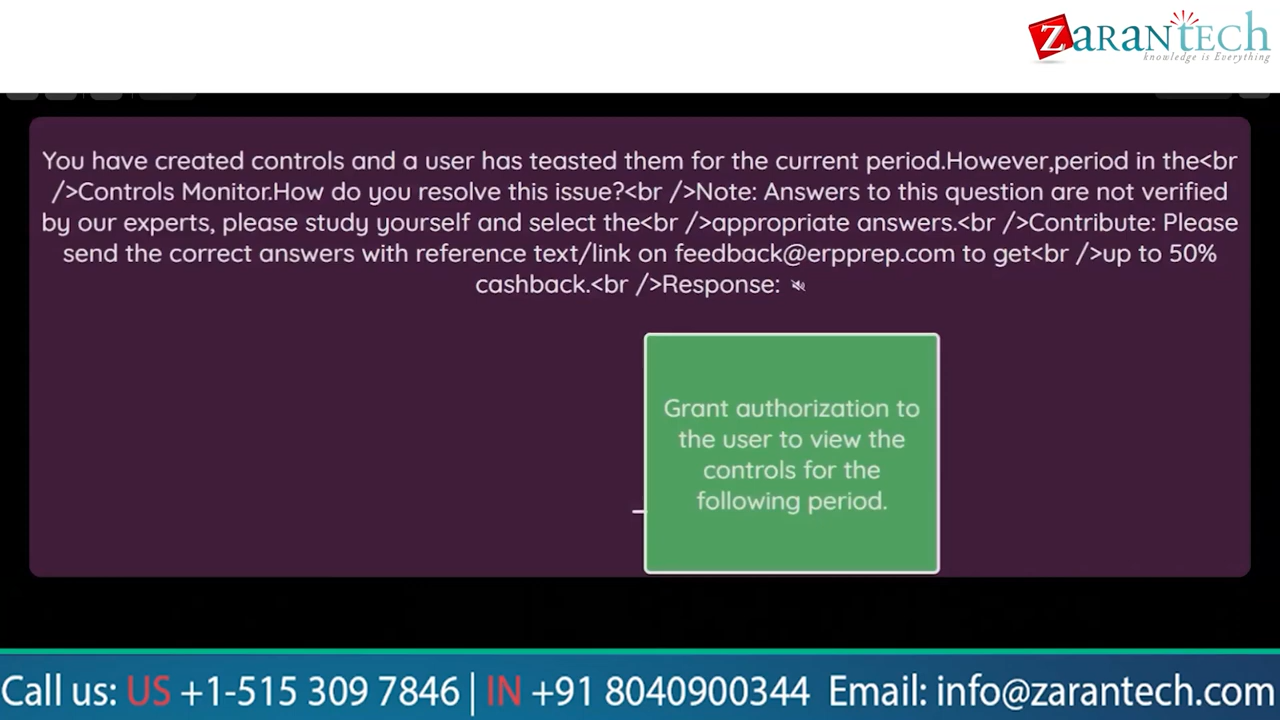 ZARANTECH
knowledge is Everything
You have created controls and a user has teasted them for the current period.However,period in the<br
/>Controls Monitor.How do you resolve this issue?<br />Note: Answers to this question are not verified
by our experts, please study yourself and select the<br />appropriate answers.<br />Contribute: Please
send the correct answers with reference text/link on feedback@erpprep.com to get<br />up to 50%
cashback.<br />Response:
Grant authorization to
the user to view the
controls for the
following period.
Call us: US +1-515 309 7846 | IN +91 8040900344 Email: info@zarantech.com